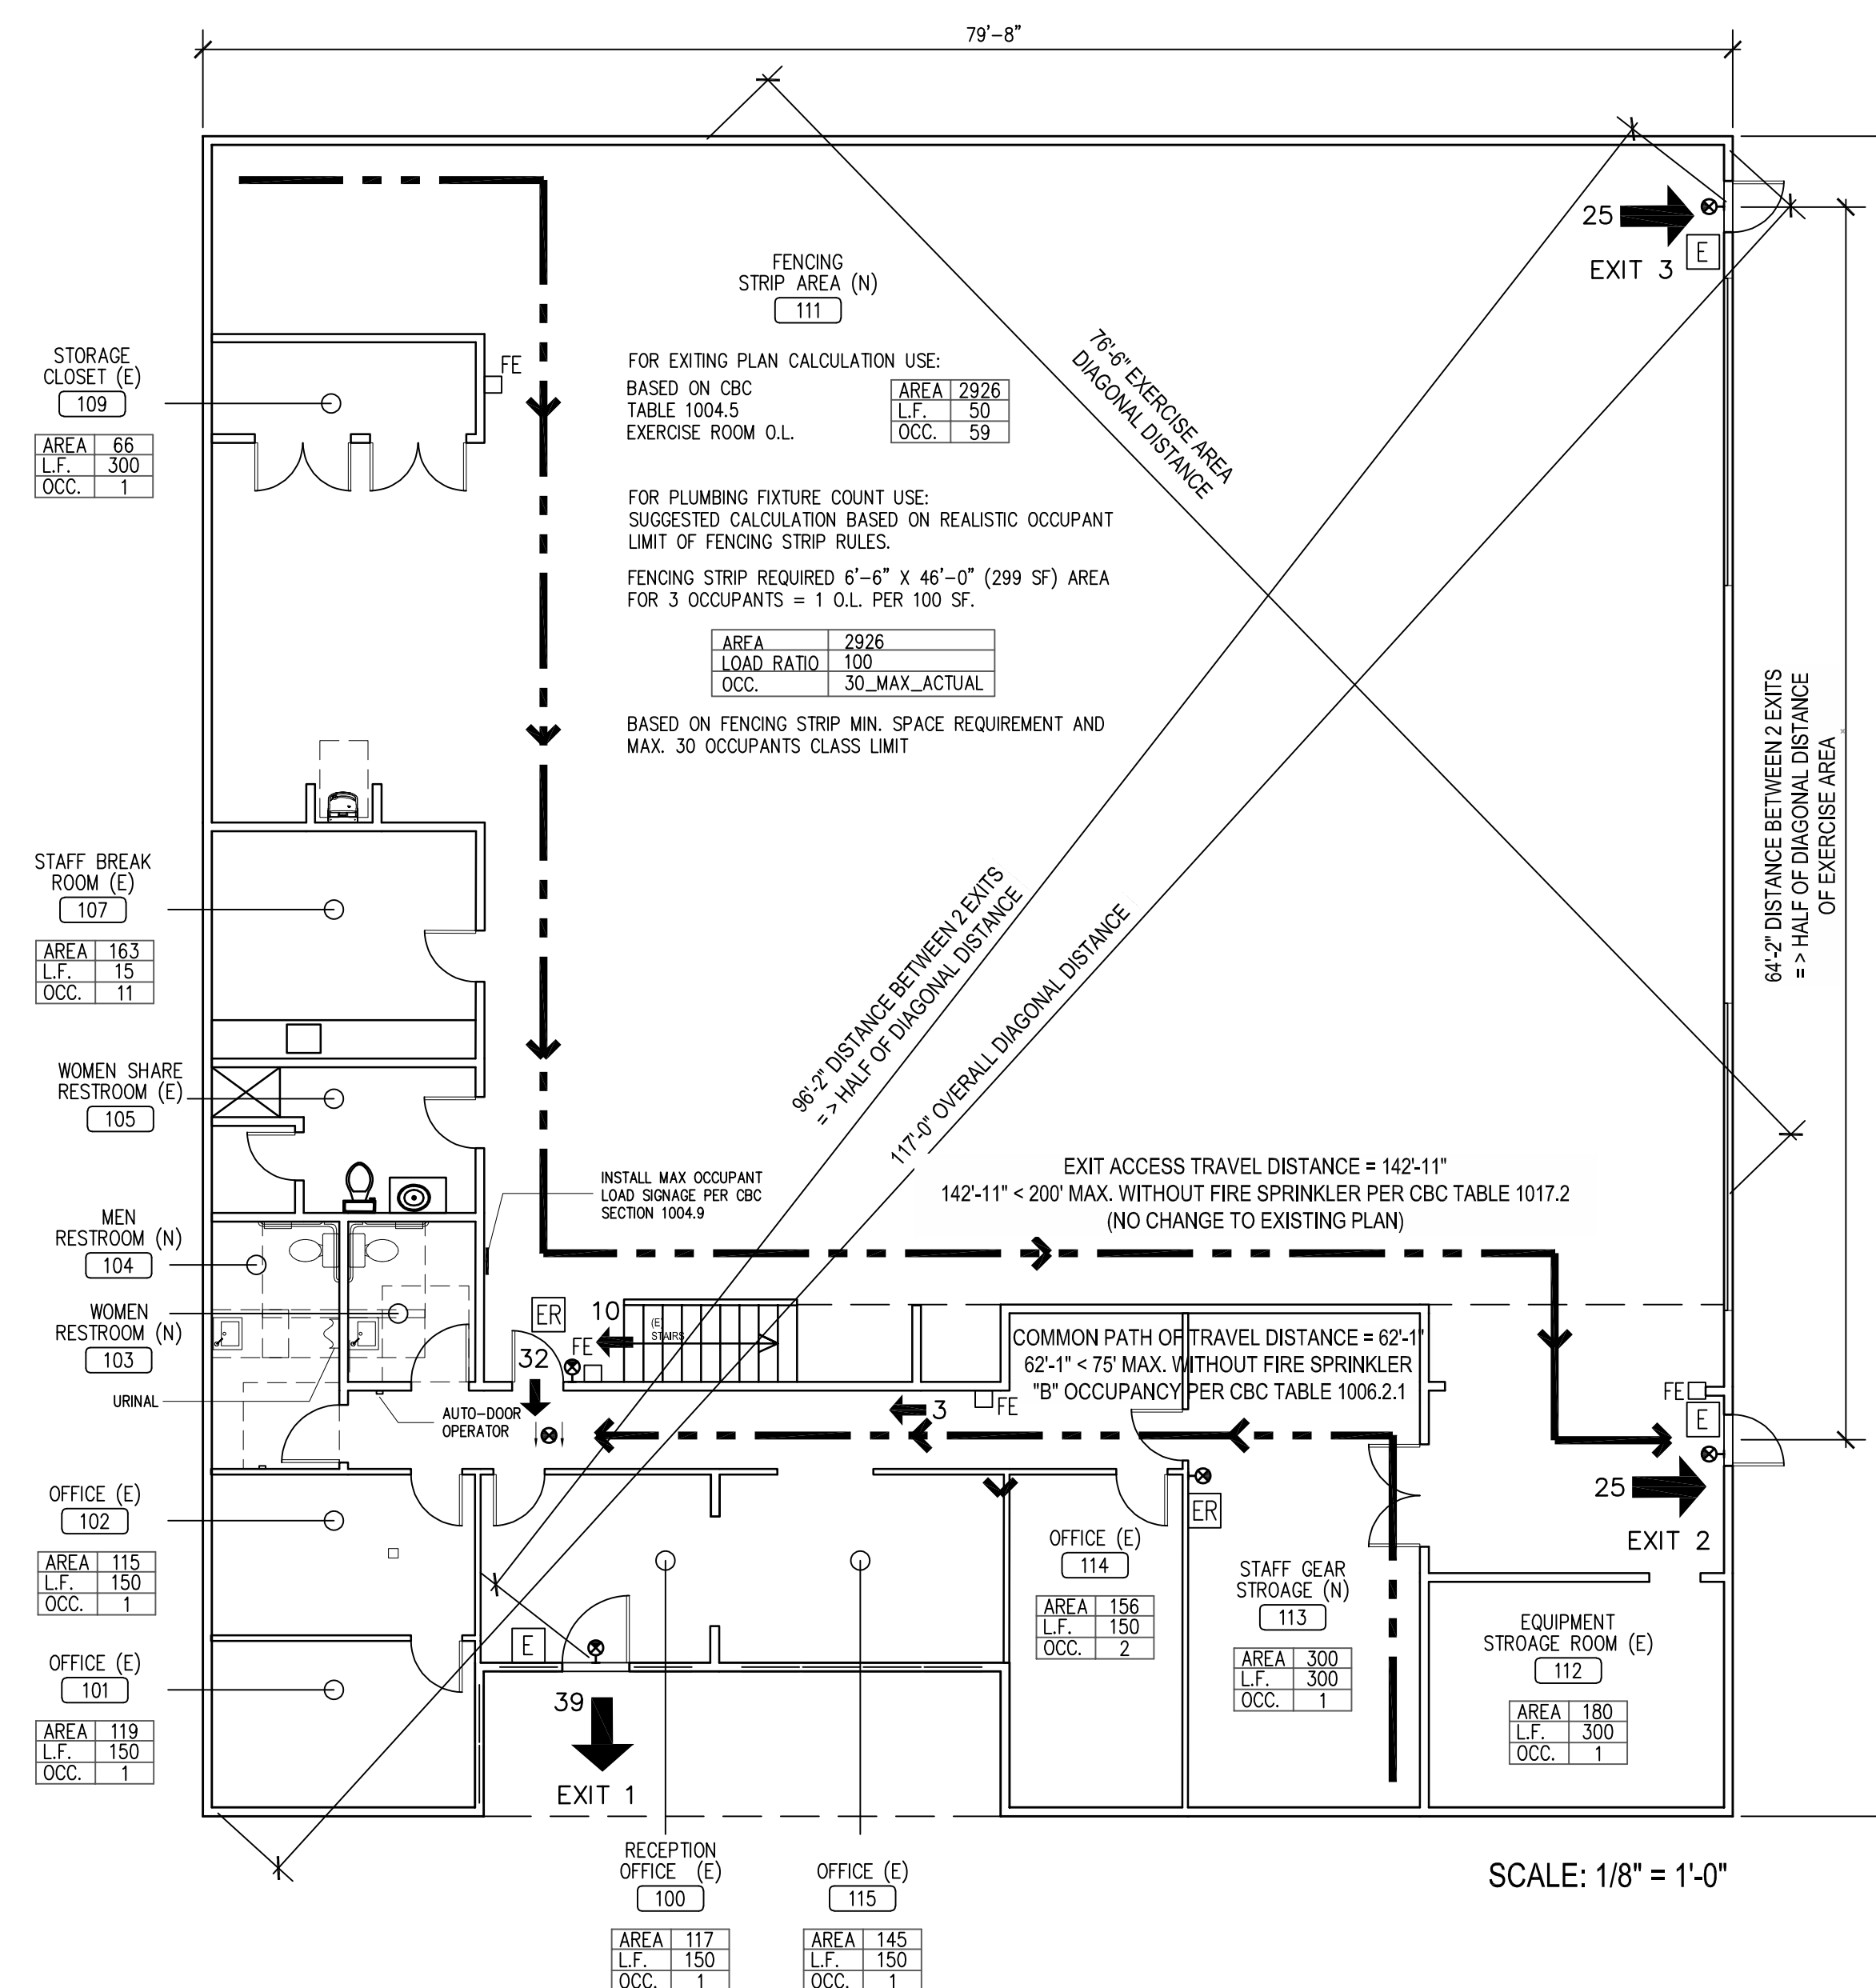 79'-8"
25
E
EXIT 3
FENCING
STRIP AREA (N)
111
FOR EXITING PLAN CALCULATION USE:
BASED ON CBC
TABLE 1004.5
EXERCISE ROOM O.L.
AREA 2926
L.F. 50
OCC. 59
FOR PLUMBING FIXTURE COUNT USE:
SUGGESTED CALCULATION BASED ON REALISTIC OCCUPANT
LIMIT OF FENCING STRIP RULES.
FENCING STRIP REQUIRED 6'-6" X 46'-0" (299 SF) AREA
FOR 3 OCCUPANTS = 1 O.L. PER 100 SF.
AREA 2926
LOAD RATIO 100
OCC. 30_MAX_ACTUAL
BASED ON FENCING STRIP MIN. SPACE REQUIREMENT AND
MAX. 30 OCCUPANTS CLASS LIMIT
76'-6" EXERCISE AREA
DIAGONAL DISTANCE
STORAGE
CLOSET (E)
109
AREA 66
L.F. 300
OCC. 1
FE
64'-2" DISTANCE BETWEEN 2 EXITS
= > HALF OF DIAGONAL DISTANCE
OF EXERCISE AREA
STAFF BREAK
ROOM (E)
107
AREA 163
L.F. 15
OCC. 11
96'-2" DISTANCE BETWEEN 2 EXITS
= > HALF OF DIAGONAL DISTANCE
117'-0" OVERALL DIAGONAL DISTANCE
WOMEN SHARE
RESTROOM (E)
105
INSTALL MAX OCCUPANT
LOAD SIGNAGE PER CBC
SECTION 1004.9
EXIT ACCESS TRAVEL DISTANCE = 142'-11"
142'-11" < 200' MAX. WITHOUT FIRE SPRINKLER PER CBC TABLE 1017.2
(NO CHANGE TO EXISTING PLAN)
MEN
RESTROOM (N)
104
WOMEN
RESTROOM (N)
103
URINAL
ER
10
FE
32
(E)
STAIRS
COMMON PATH OF TRAVEL DISTANCE = 62'-1"
62'-1" < 75' MAX. WITHOUT FIRE SPRINKLER
"B" OCCUPANCY PER CBC TABLE 1006.2.1
AUTO-DOOR
OPERATOR
3
FE
FE
E
25
EXIT 2
ER
OFFICE (E)
102
AREA 115
L.F. 150
OCC. 1
OFFICE (E)
114
AREA 156
L.F. 150
OCC. 2
STAFF GEAR
STROAGE (N)
113
AREA 300
L.F. 300
OCC. 1
EQUIPMENT
STROAGE ROOM (E)
112
AREA 180
L.F. 300
OCC. 1
OFFICE (E)
101
AREA 119
L.F. 150
OCC. 1
E
39
EXIT 1
RECEPTION
OFFICE (E)
100
AREA 117
L.F. 150
OCC. 1
OFFICE (E)
115
AREA 145
L.F. 150
OCC. 1
SCALE: 1/8" = 1'-0"